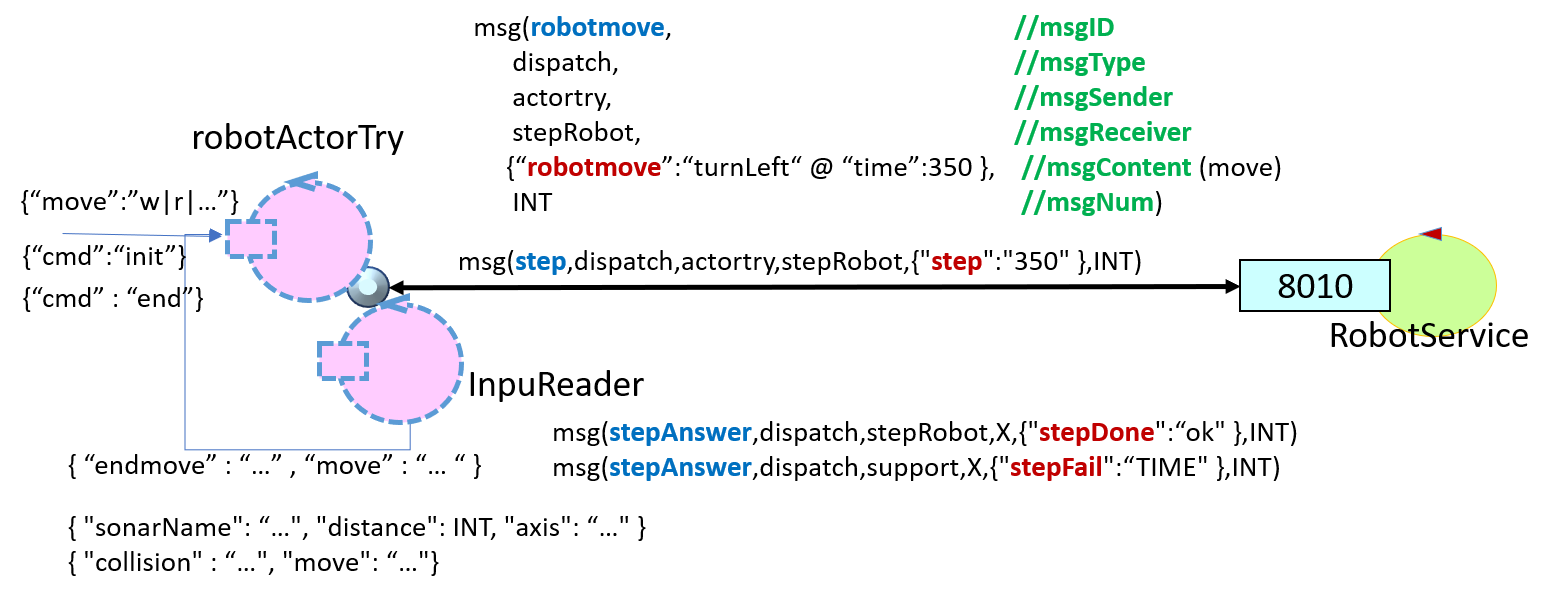 msg(robotmove, //msgID
dispatch, //msgType
actortry, //msgSender
stepRobot, //msgReceiver
{“robotmove”:“turnLeft“ @ “time”:350 }, //msgContent (move)
INT //msgNum)
robotActorTry
{“move”:”w|r|…”}
{“cmd”:“init”}
{“cmd” : “end”}
msg(step,dispatch,actortry,stepRobot,{"step":"350" },INT)
8010
RobotService
InpuReader
msg(stepAnswer,dispatch,stepRobot,X,{"stepDone":“ok" },INT)
msg(stepAnswer,dispatch,support,X,{"stepFail":“TIME" },INT)
{ “endmove” : “…” , “move” : “… “ }
{ "sonarName": “…", "distance": INT, "axis": “…" }
{ "collision" : “…", "move": “…"}